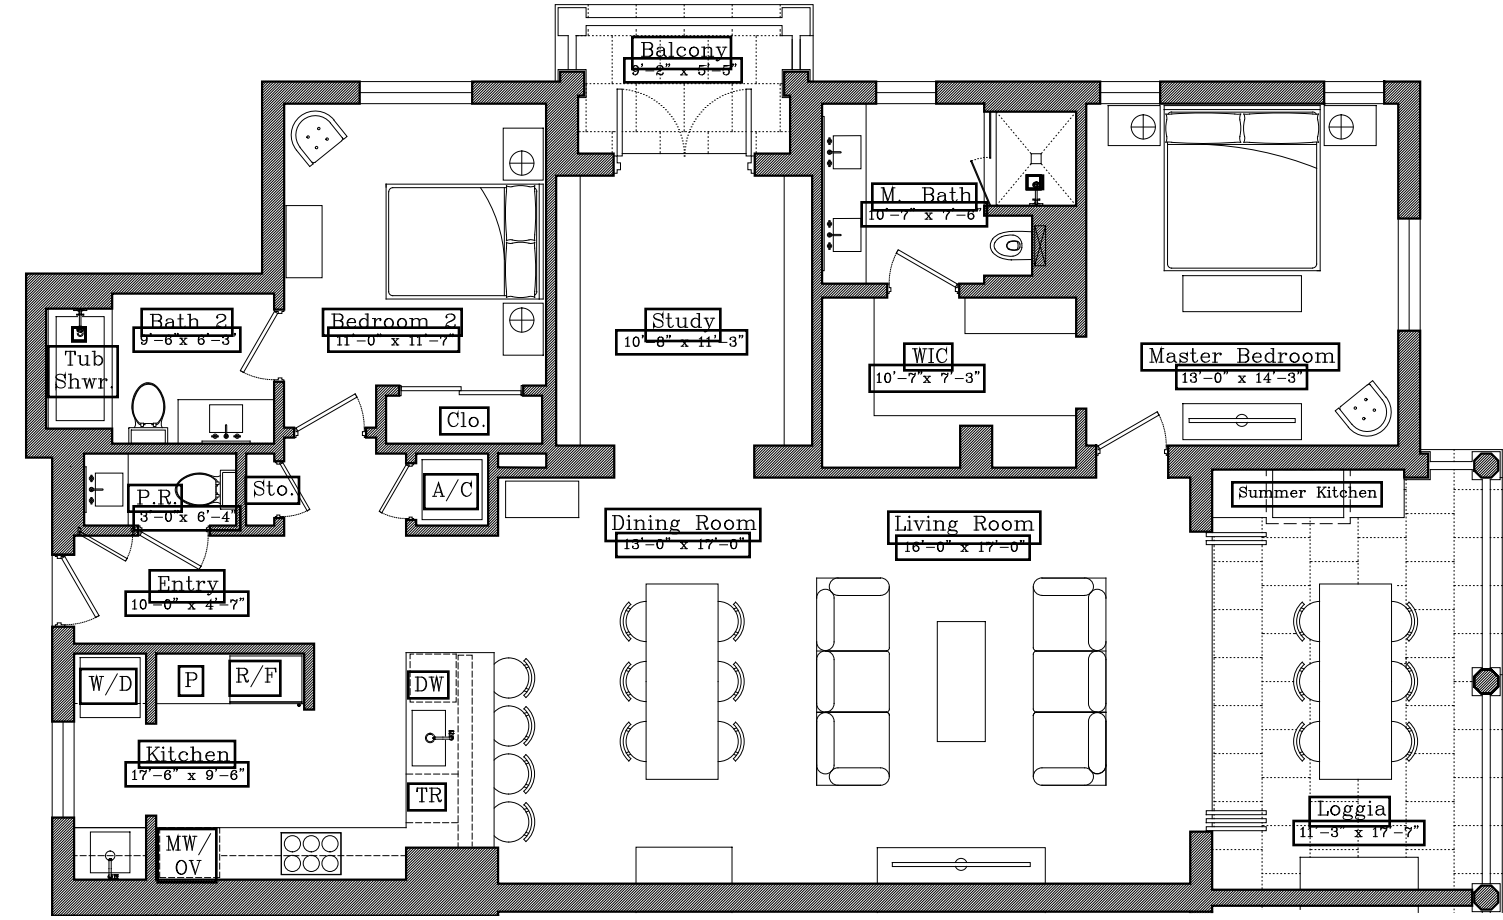 Balcony
9'-2" x 5'-5"
M. Bath
10'-7" x 7'-6"
Bath 2
9'-6"x 6'-3"
Bedroom 2
11'-0" x 11'-7"
Study
10'-8" x 11'-3"
Tub
Shwr.
WIC
10'-7"x 7'-3"
Master Bedroom
13'-0" x 14'-3"
Clo.
P.R.
3'-0x 6'-4"
Sto.
A/C
Summer Kitchen
Dining Room
13'-0" x 17'-0"
Living Room
16'-0" x 17'-0"
Entry
10'-0" x 4'-7"
W/D
P
R/F
DW
Kitchen
17'-6" x 9'-6"
TR
Loggia
11'-3" x 17'-7"
MW/
OV